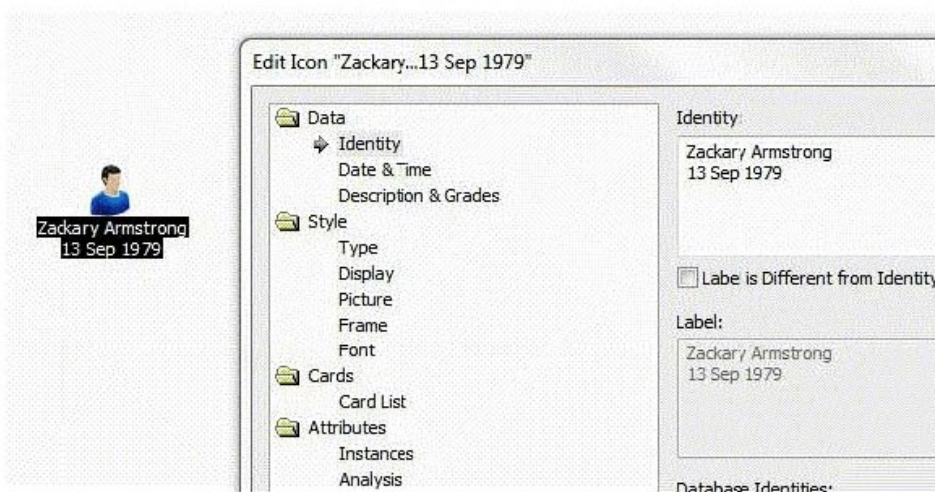 Edit Icon "Zackary...13 Sep 1979"
Zackary Armstrong
13 Sep 1979
Data
Identity
Date & Time
Description & Grades
Style
Type
Display
Picture
Frame
Font
Cards
Card List
Attributes
Instances
Analysis
Identity
Zackary Armstrong
13 Sep 1979
Labe is Different from Identity
Label:
Zackary Armstrong
13 Sep 1979
Database Identities: